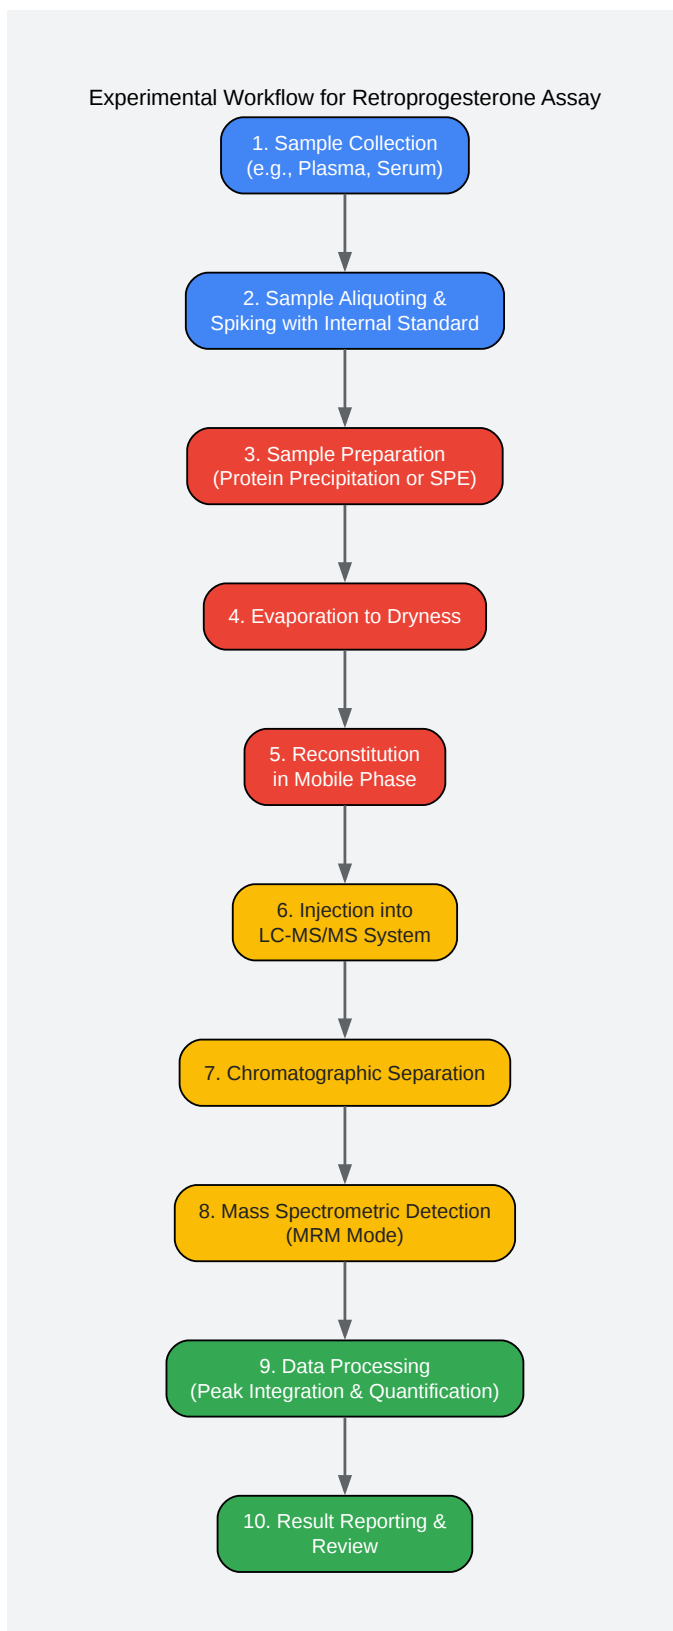 Experimental Workflow for Retroprogesterone Assay
1. Sample Collection
(e.g., Plasma, Serum)
2. Sample Aliquoting &
Spiking with Internal Standard
3. Sample Preparation
(Protein Precipitation or SPE)
4. Evaporation to Dryness
5. Reconstitution
in Mobile Phase
6. Injection into
LC-MS/MS System
7. Chromatographic Separation
8. Mass Spectrometric Detection
(MRM Mode)
9. Data Processing
(Peak Integration & Quantification)
10. Result Reporting &
Review